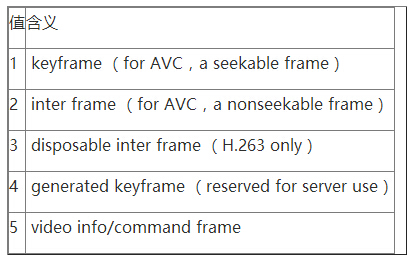 值含义
1 keyframe （for AVC，a seekable frame）
2 inter frame （for AVC，a nonseekable frame）
3 disposable inter frame （H.263 only）
4 generated keyframe （reserved for server use）
5 video info/command frame